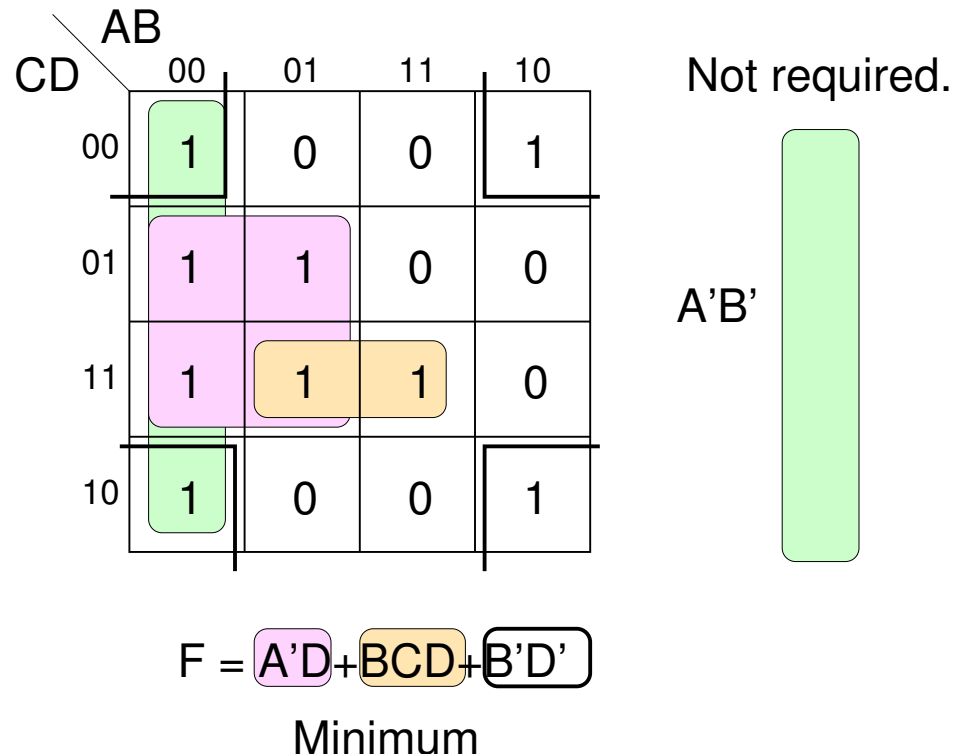 AB
CD 00 01 11 10
00 1 0 0 1
01 1 1 0 0
11 1 1 1 0
10 1 0 0 1
Not required.
A’B’
F = A’D+BCD+B’D’
Minimum